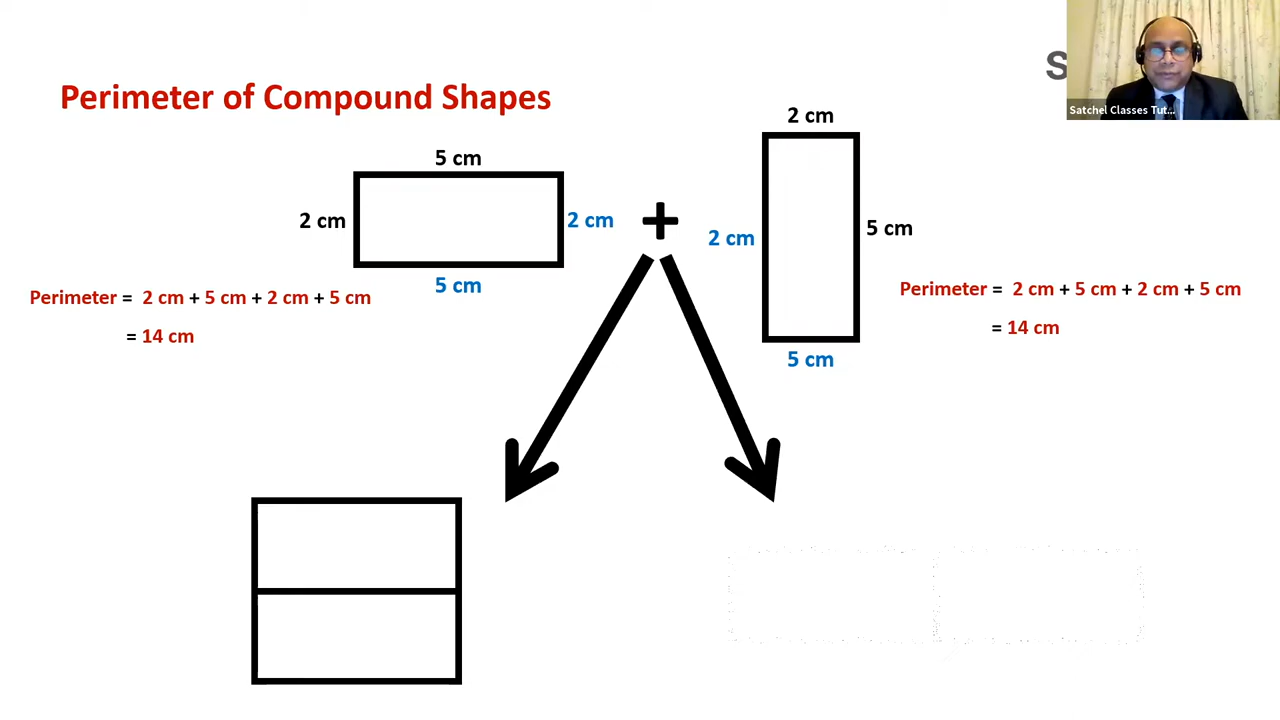 S
Satchel Classes Tut...
Perimeter of Compound Shapes
2 cm
5 cm
2 cm
2 cm
5 cm
+
2 cm
5 cm
5 cm
Perimeter = 2 cm + 5 cm + 2 cm + 5 cm
= 14 cm
Perimeter = 2 cm + 5 cm + 2 cm + 5 cm
= 14 cm